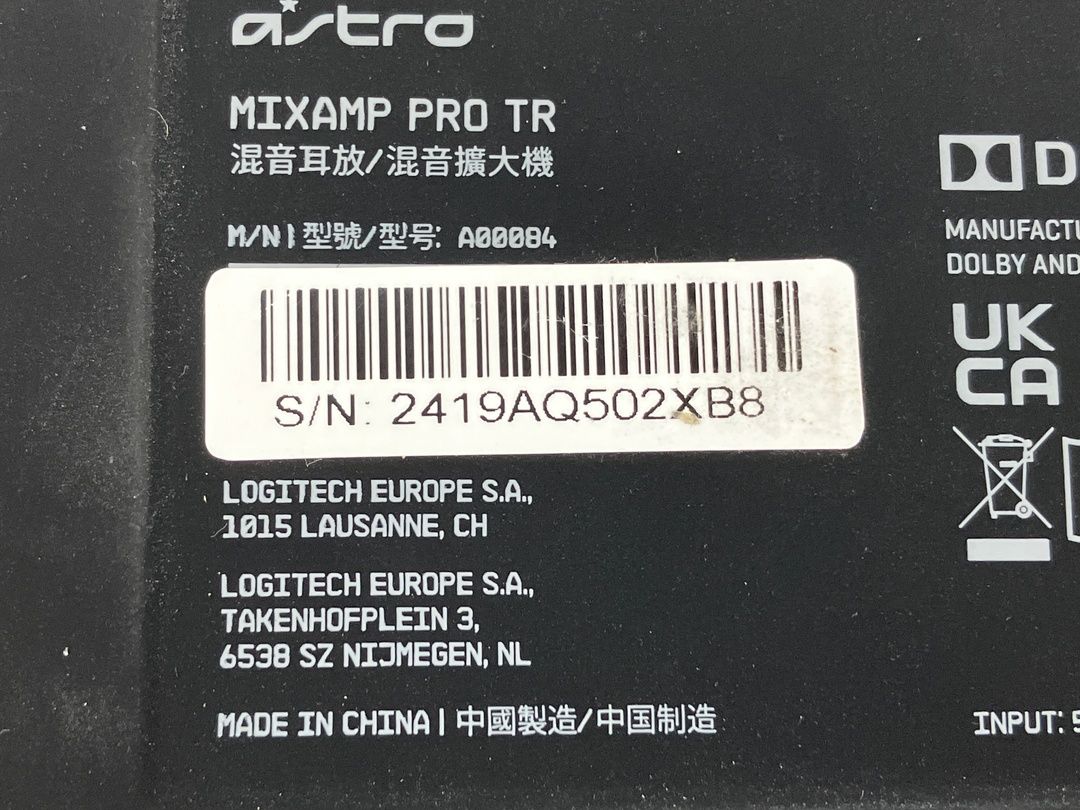 astro
MIXAMP PRO TR
混音耳放/混音擴大機
M/N | 型號/型号: A00084
S/N: 2419AQ502XB8
LOGITECH EUROPE S.A.,
1015 LAUSANNE, CH
LOGITECH EUROPE S.A.,
TAKENHOFPLEIN 3,
6538 SZ NIJMEGEN, NL
MADE IN CHINA | 中國製造/中国制造
D
MANUFACTU
DOLBY AND
UK
CA
INPUT: 5